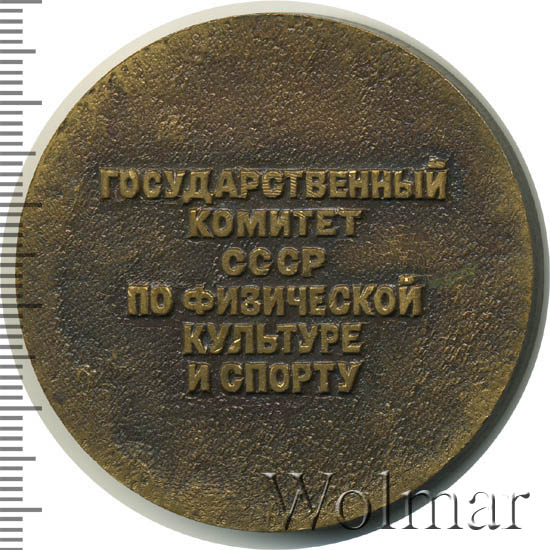 ГОСУДАРСТВЕННЫЙ
КОМИТЕТ
СССР
ПО ФИЗИЧЕСКОЙ
КУЛЬТУРЕ
И СПОРТУ
Wolmar